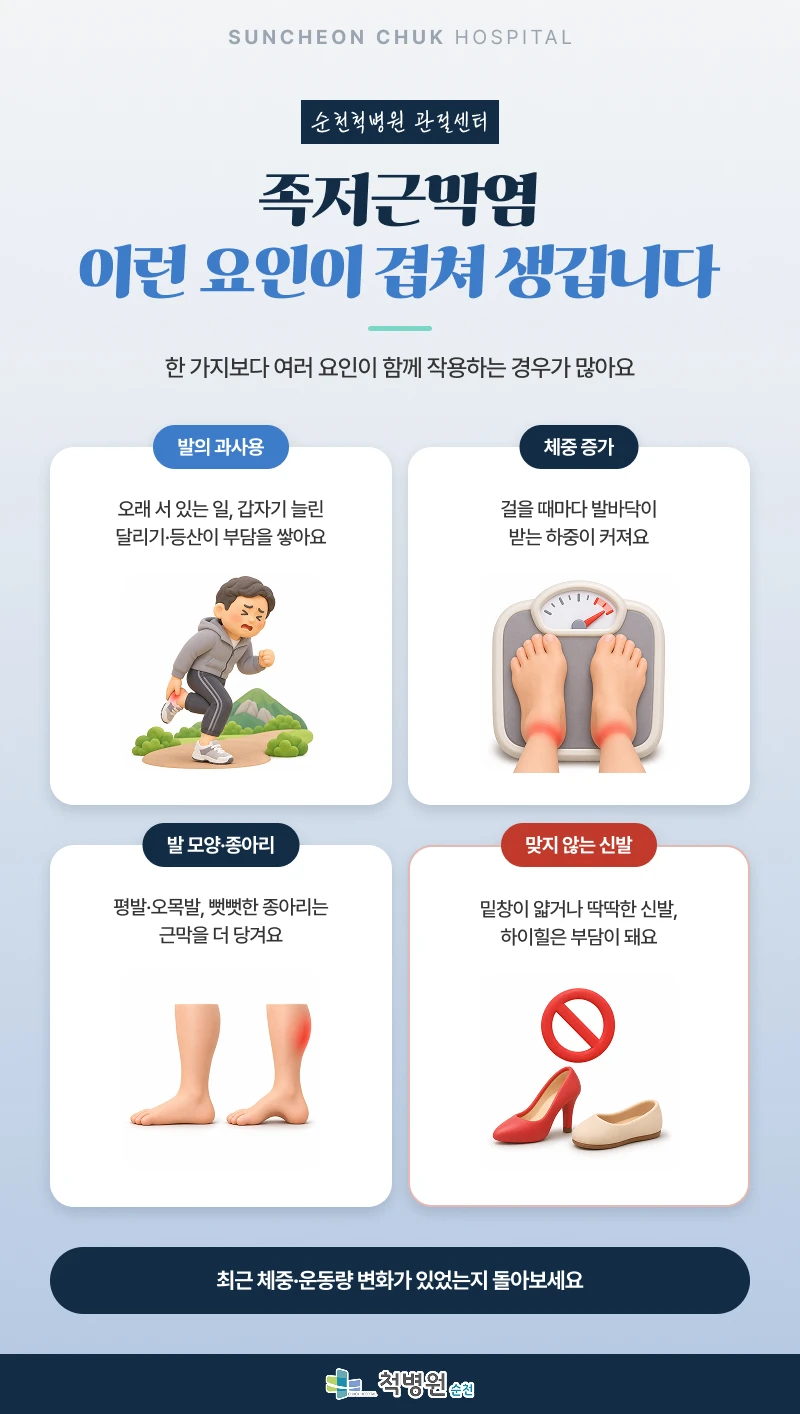 SUNCHEON CHUK HOSPITAL
순천척병원 관절센터
족저근막염
이런 요인이 겹쳐 생깁니다
한 가지보다 여러 요인이 함께 작용하는 경우가 많아요
발의 과사용
오래 서 있는 일, 갑자기 늘린
달리기·등산이 부담을 쌓아요
체중 증가
걸을 때마다 발바닥이
받는 하중이 커져요
발 모양·종아리
평발·오목발, 뻣뻣한 종아리는
근막을 더 당겨요
맞지 않는 신발
밑창이 얇거나 딱딱한 신발,
하이힐은 부담이 돼요
최근 체중·운동량 변화가 있었는지 돌아보세요
척병원 순천